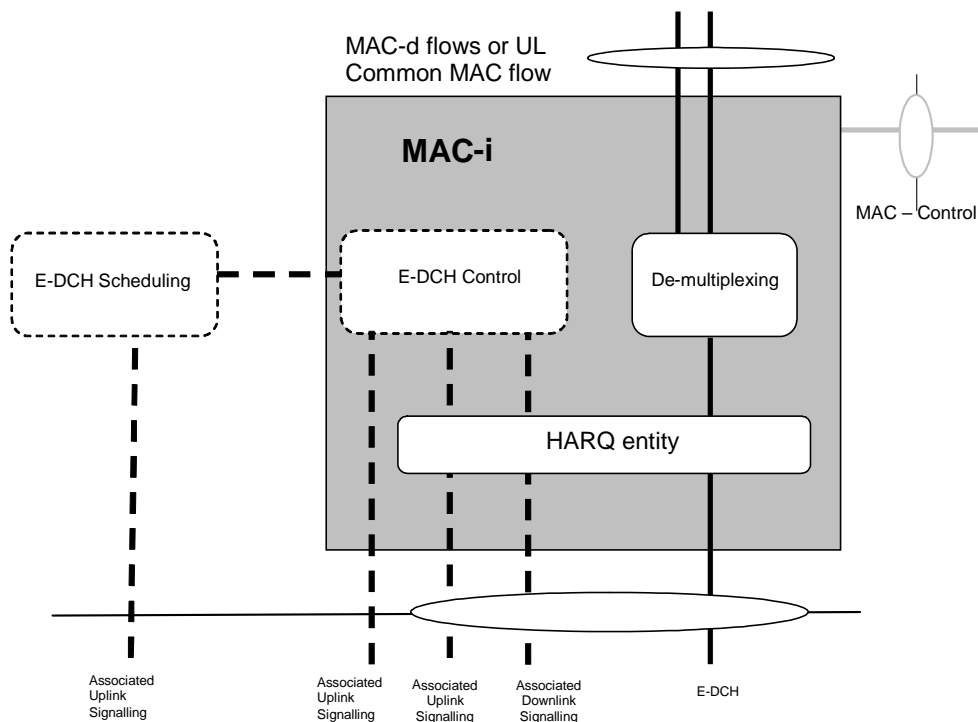 MAC-d flows or UL
Common MAC flow
MAC-i
MAC – Control
E-DCH Scheduling
E-DCH Control
De-multiplexing
HARQ entity
Associated
Uplink
Signalling
Associated
Uplink
Signalling
Associated
Uplink
Signalling
Associated
Downlink
Signalling
E-DCH